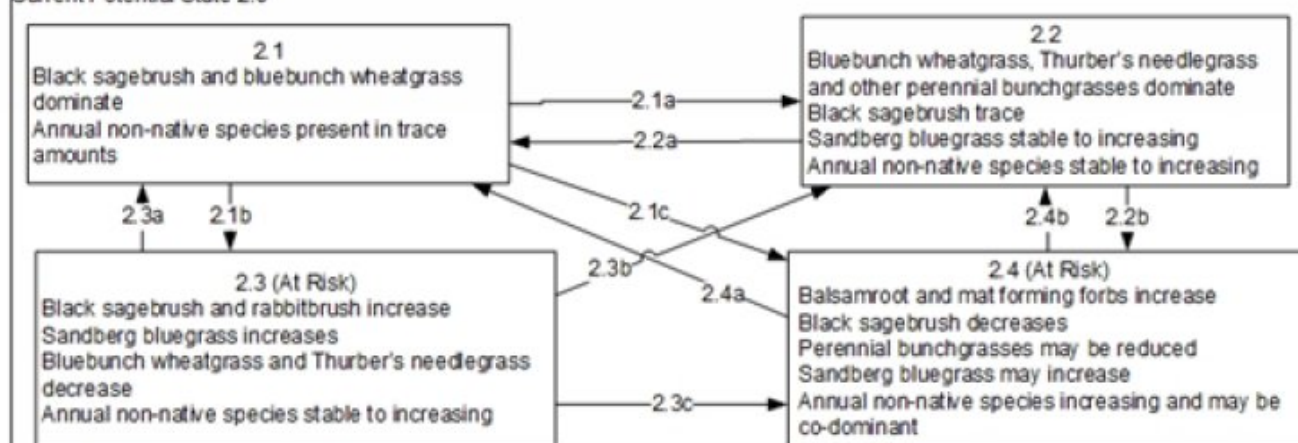 Current Potential State 2.0
2.1
Black sagebrush and bluebunch wheatgrass
dominate
Annual non-native species present in trace
amounts
2.2
Bluebunch wheatgrass, Thurber's needlegrass
and other perennial bunchgrasses dominate
Black sagebrush trace
Sandberg bluegrass stable to increasing
Annual non-native species stable to increasing
2.1a
2.2a
2.3a
2.1b
2.1c
2.4b
2.2b
2.3b
2.4a
2.3 (At Risk)
Black sagebrush and rabbitbrush increase
Sandberg bluegrass increases
Bluebunch wheatgrass and Thurber's needlegrass
decrease
Annual non-native species stable to increasing
2.3c
2.4 (At Risk)
Balsamroot and mat forming forbs increase
Black sagebrush decreases
Perennial bunchgrasses may be reduced
Sandberg bluegrass may increase
Annual non-native species increasing and may be
co-dominant